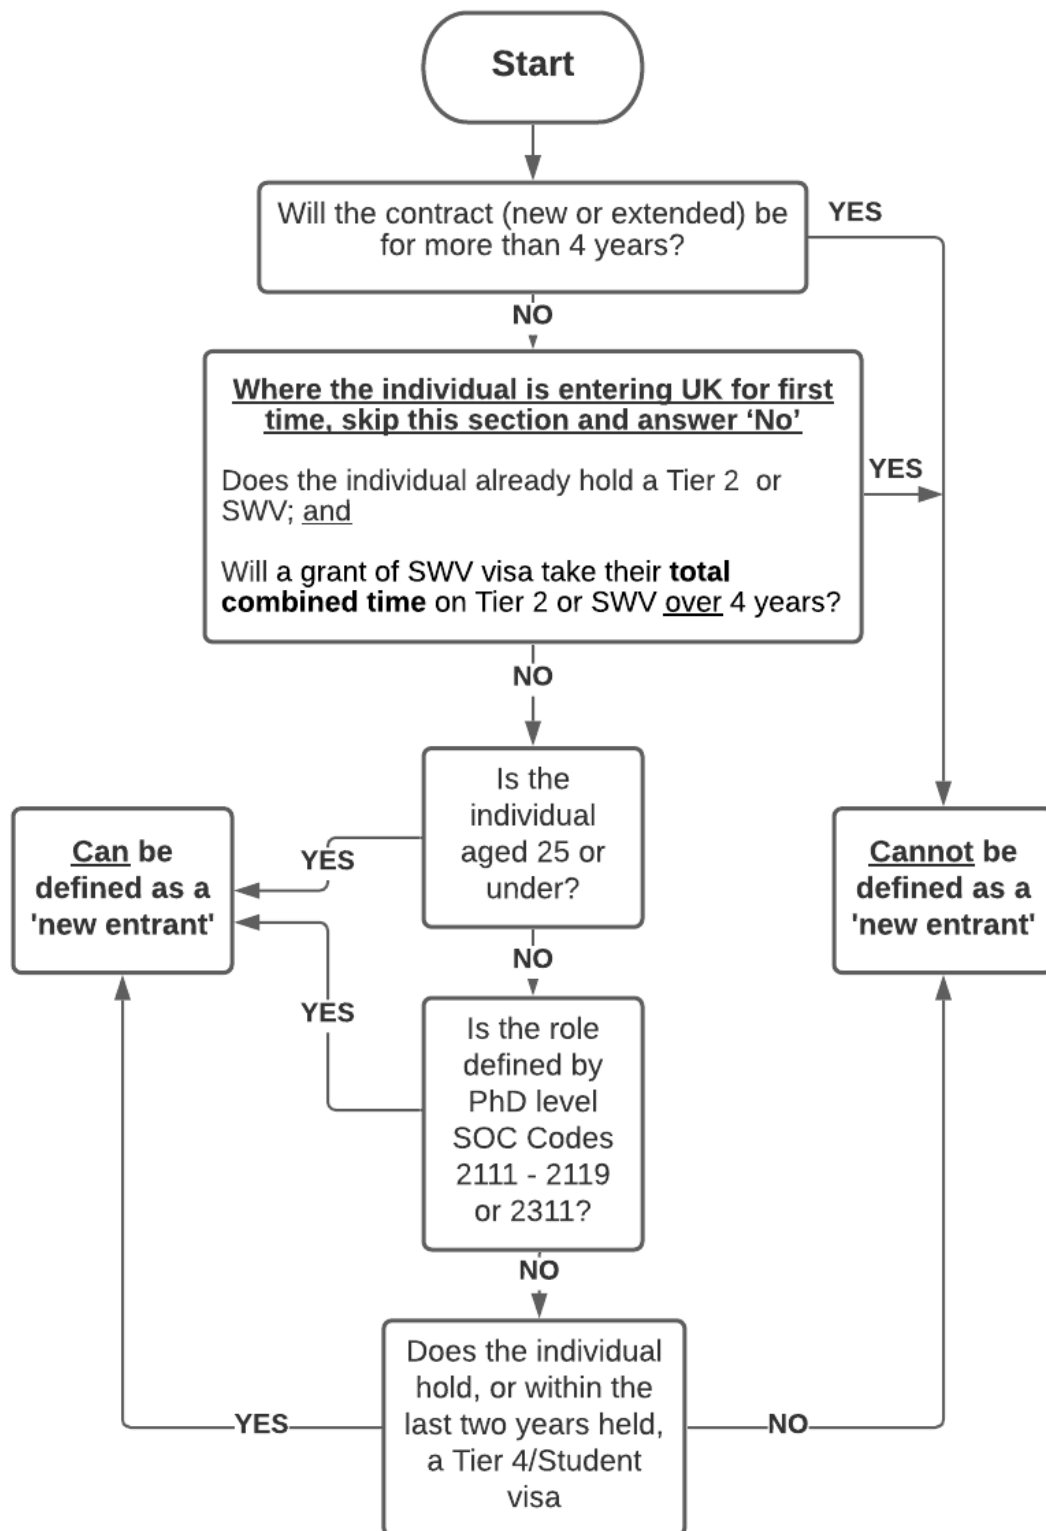 Start
Will the contract (new or extended) be
for more than 4 years?
YES
NO
Where the individual is entering UK for first
time, skip this section and answer ‘No’
Does the individual already hold a Tier 2 or
SWV; and
Will a grant of SWV visa take their total
combined time on Tier 2 or SWV over 4 years?
YES
NO
Is the
individual
aged 25 or
under?
YES
Can be
defined as a
'new entrant'
Cannot be
defined as a
'new entrant'
NO
Is the role
defined by
PhD level
SOC Codes
2111 - 2119
or 2311?
YES
NO
Does the individual
hold, or within the
last two years held,
a Tier 4/Student
visa
YES
NO